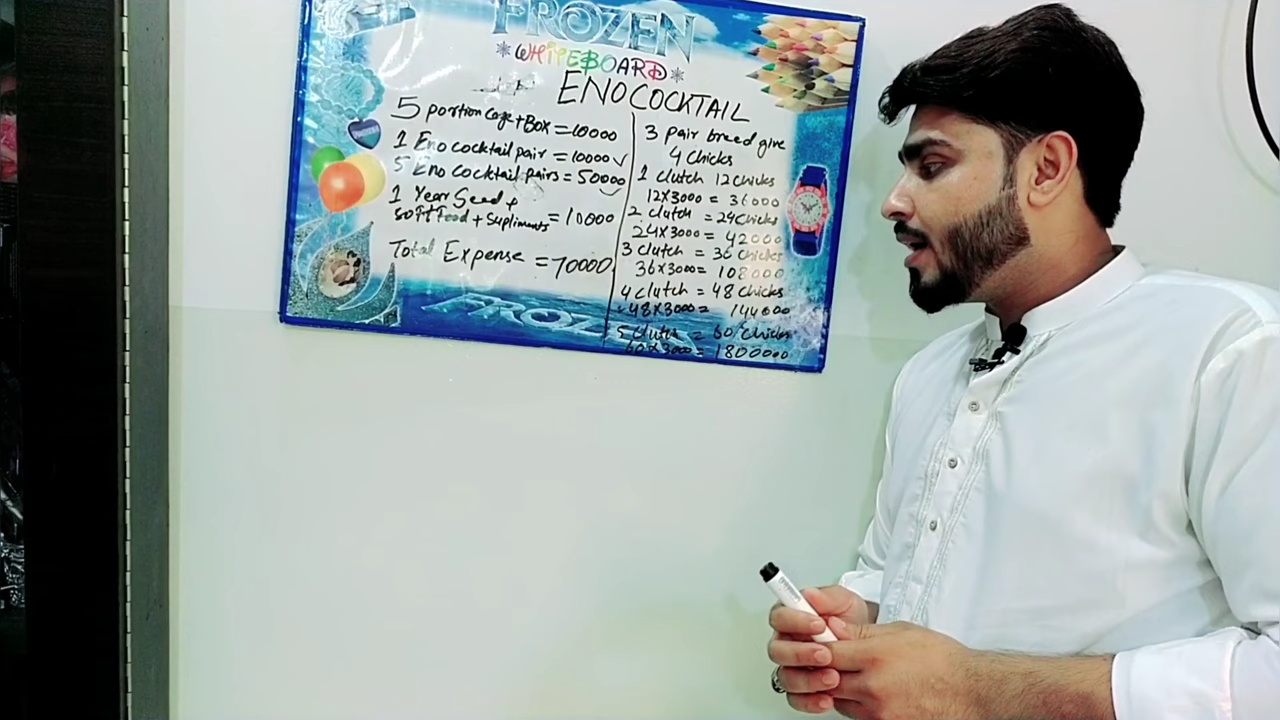 FROZEN
WHITEBOARD
ENO COCKTAIL
5 portion Cage + Box = 10000
1 Eno cocktail pair = 10000 ✓
5 Eno cocktail pairs = 50000
1 Year Seed +
soft food + Supliments = 10000
Total Expense = 70000
3 pair breed give
4 Chicks
1 clutch 12 Chicks
12x3000 = 36000
2 clutch = 24 Chicks
24x3000 = 42000
3 clutch = 36 Chicks
36x3000 = 108000
4 clutch = 48 Chicks
48x3000 = 144000
5 clutch = 60 Chicks
60x3000 = 1800000
FROZ